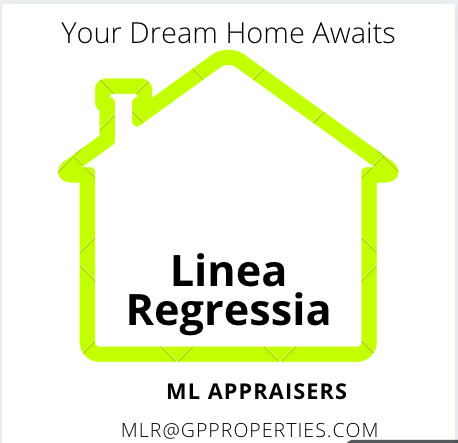 Your Dream Home Awaits
Linea
Regressia
ML APPRAISERS
MLR@GPPROPERTIES.COM